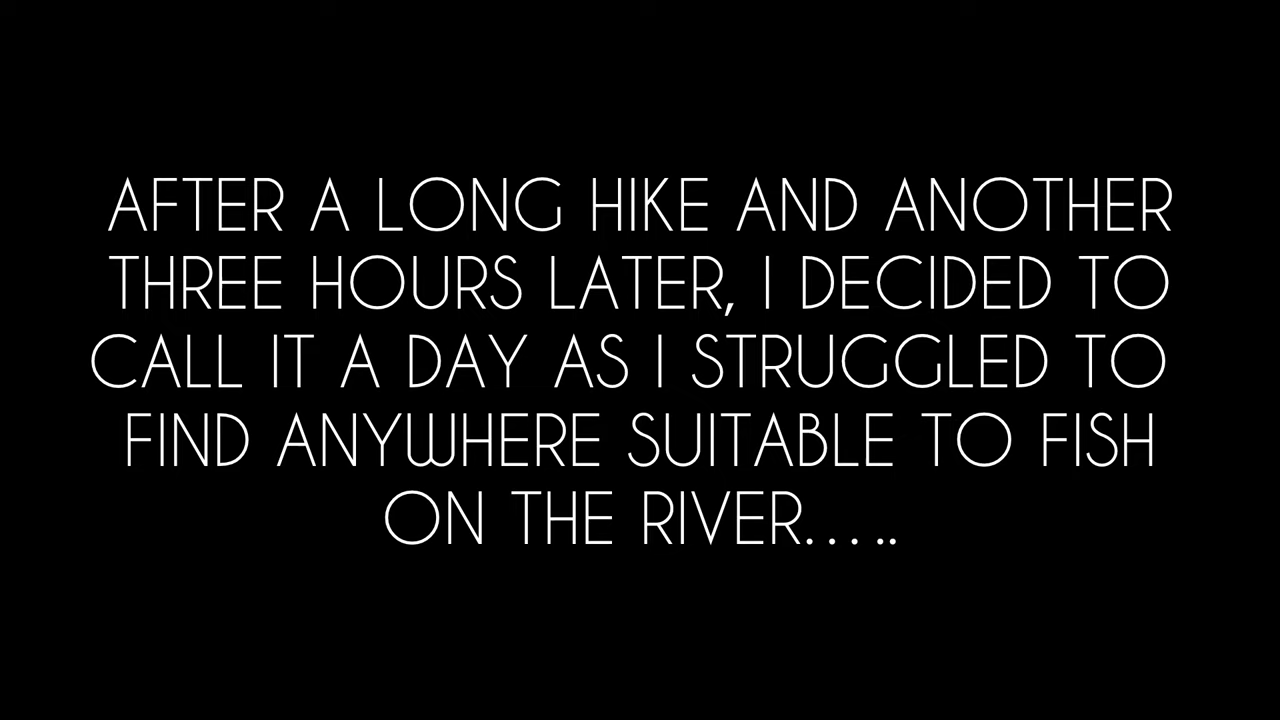 AFTER A LONG HIKE AND ANOTHER
THREE HOURS LATER, I DECIDED TO
CALL IT A DAY AS I STRUGGLED TO
FIND ANYWHERE SUITABLE TO FISH
ON THE RIVER…..